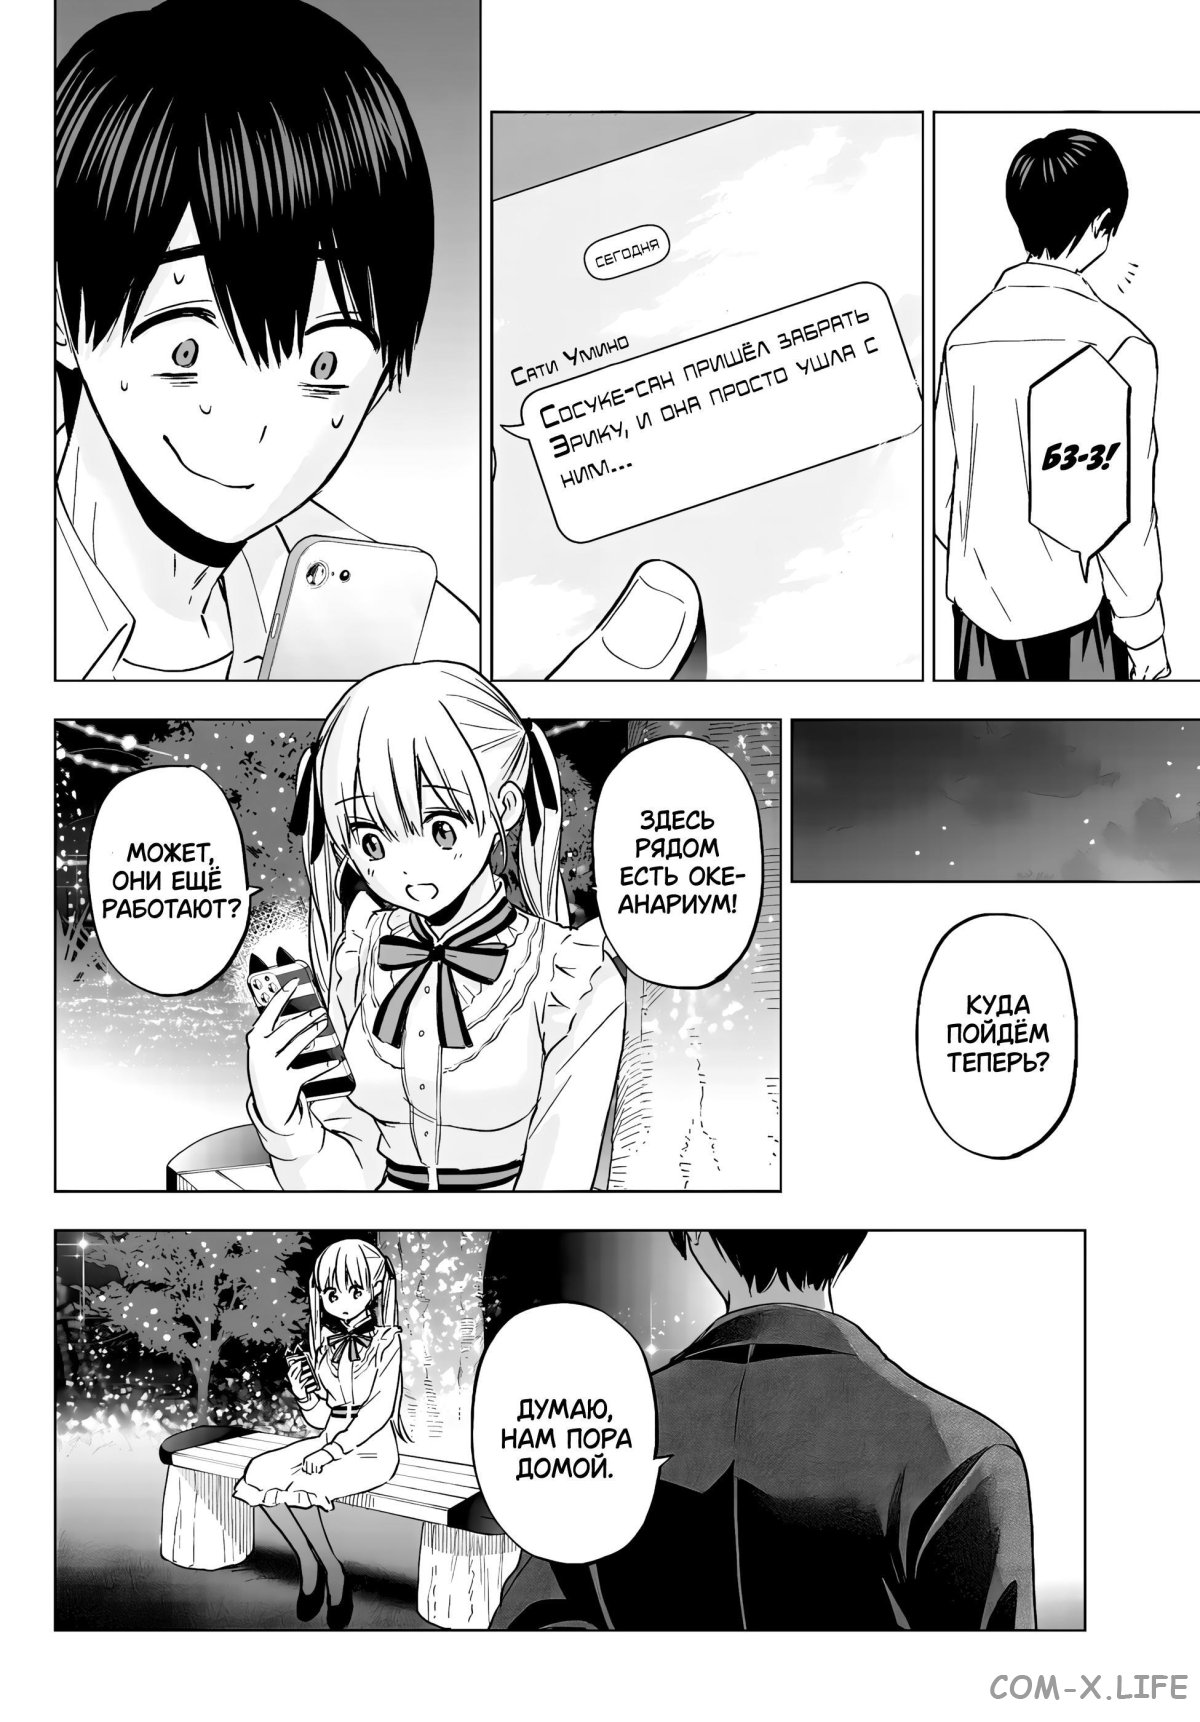 БЗ-З!
СЕГОДНЯ
Сати Умино
Сосуке-сан пришёл забрать
Эрику, и она просто ушла с
ним...
КУДА
ПОЙДЁМ
ТЕПЕРЬ?
ЗДЕСЬ
РЯДОМ
ЕСТЬ ОКЕ-
АНАРИУМ!
МОЖЕТ,
ОНИ ЕЩЁ
РАБОТАЮТ?
ДУМАЮ,
НАМ ПОРА
ДОМОЙ.
COM-X.LIFE